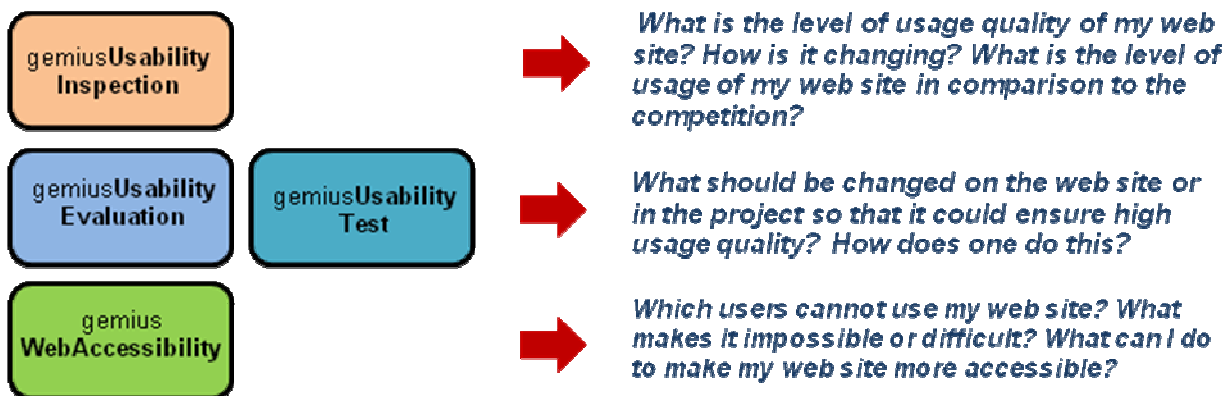 gemiusUsability
Inspection
What is the level of usage quality of my web
site? How is it changing? What is the level of
usage of my web site in comparison to the
competition?
gemiusUsability
Evaluation
gemiusUsability
Test
What should be changed on the web site or
in the project so that it could ensure high
usage quality? How does one do this?
gemius
WebAccessibility
Which users cannot use my web site? What
makes it impossible or difficult? What can I do
to make my web site more accessible?